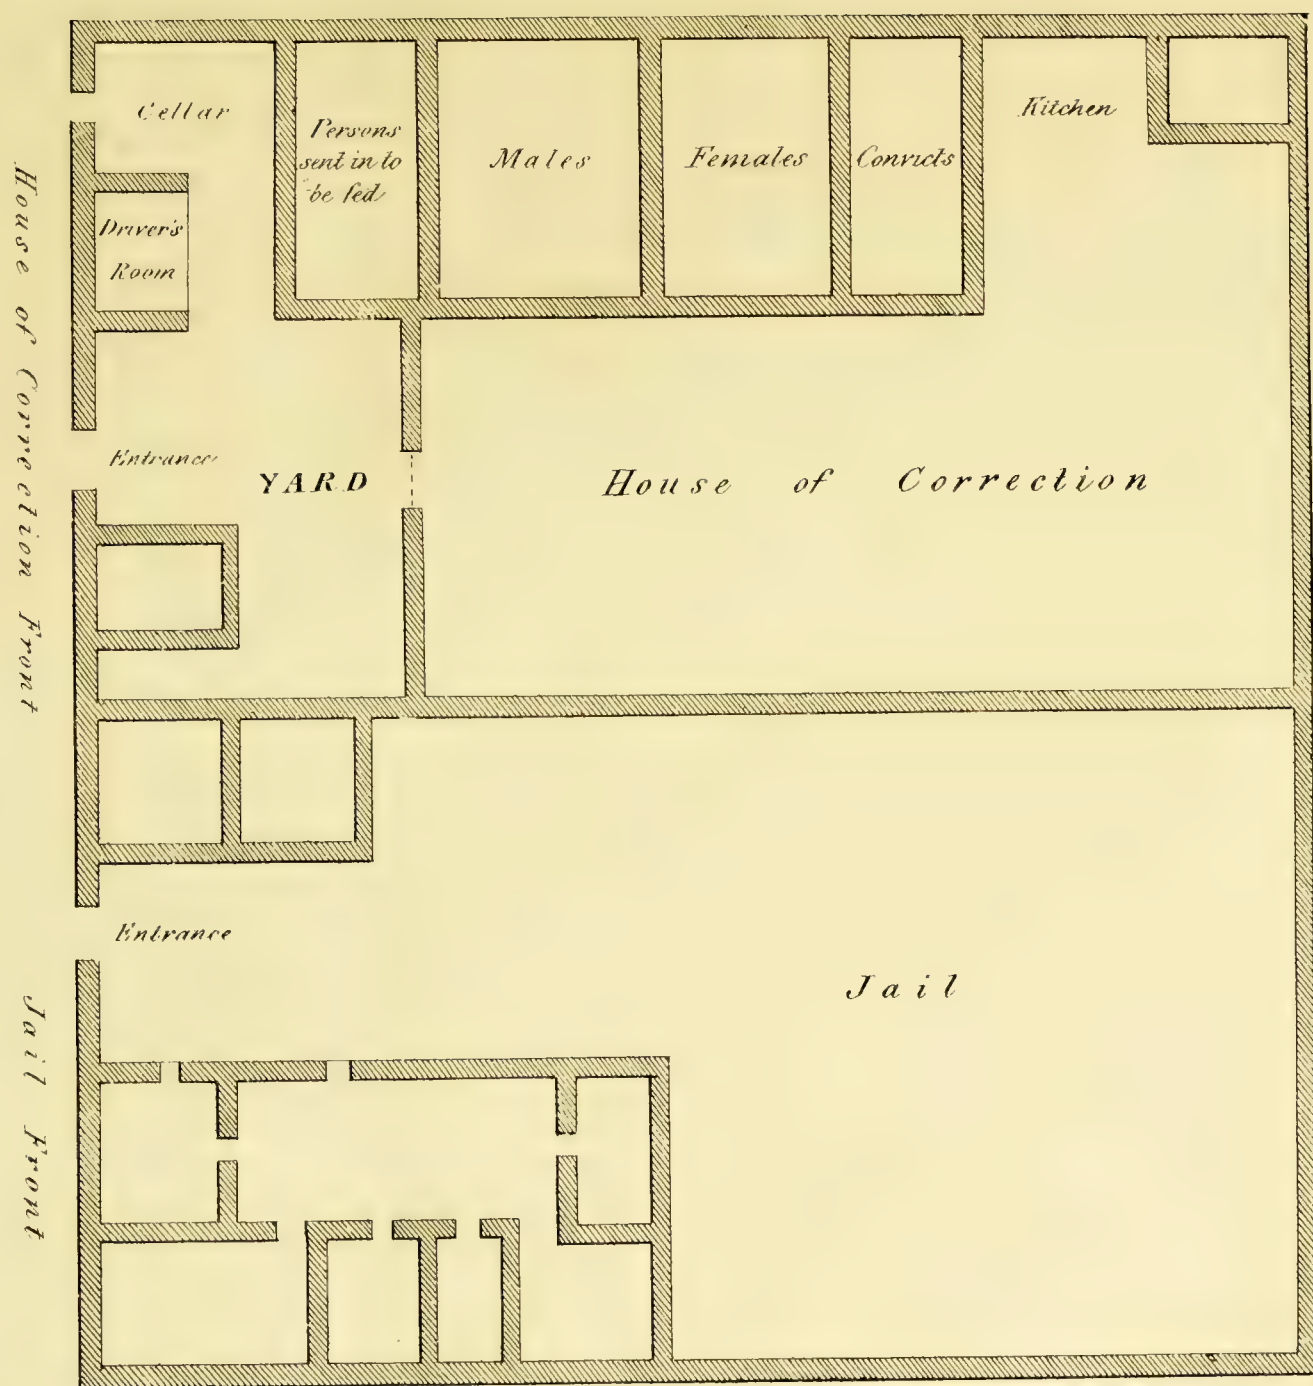 Cellar
Persons
sent in to
be fed
Males
Females
Convicts
Kitchen
Driver's
Room
House of Correction Front
Entrance
YARD
House of Correction
Entrance
Jail
Jail Front